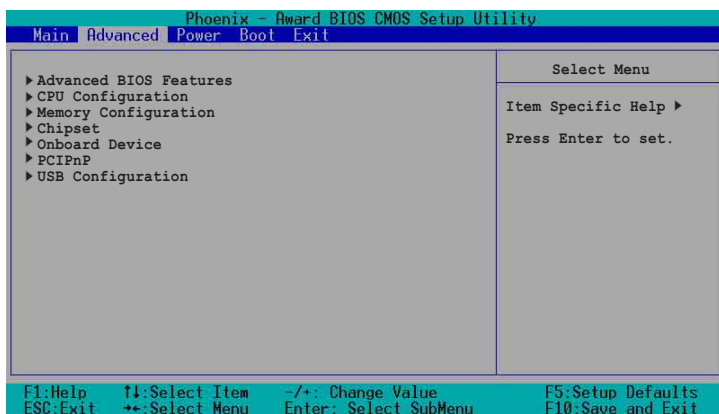 Phoenix - Award BIOS CMOS Setup Utility
Main Advanced Power Boot Exit
Advanced BIOS Features
CPU Configuration
Memory Configuration
Chipset
Onboard Device
PCIPnP
USB Configuration
Select Menu
Item Specific Help
Press Enter to set.
F1:Help ↑↓:Select Item -/+: Change Value F5:Setup Defaults
ESC:Exit →←:Select Menu Enter: Select SubMenu F10:Save and Exit